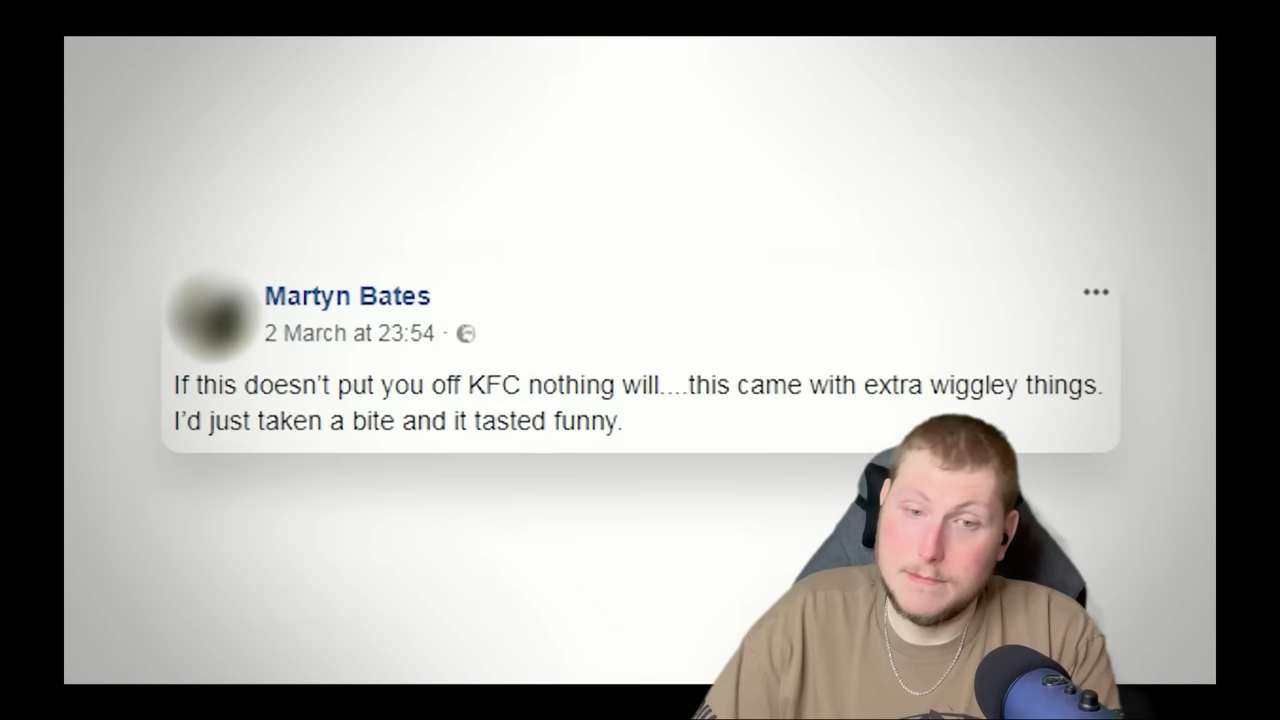 Martyn Bates
2 March at 23:54 ·
If this doesn't put you off KFC nothing will....this came with extra wiggley things.
I'd just taken a bite and it tasted funny.